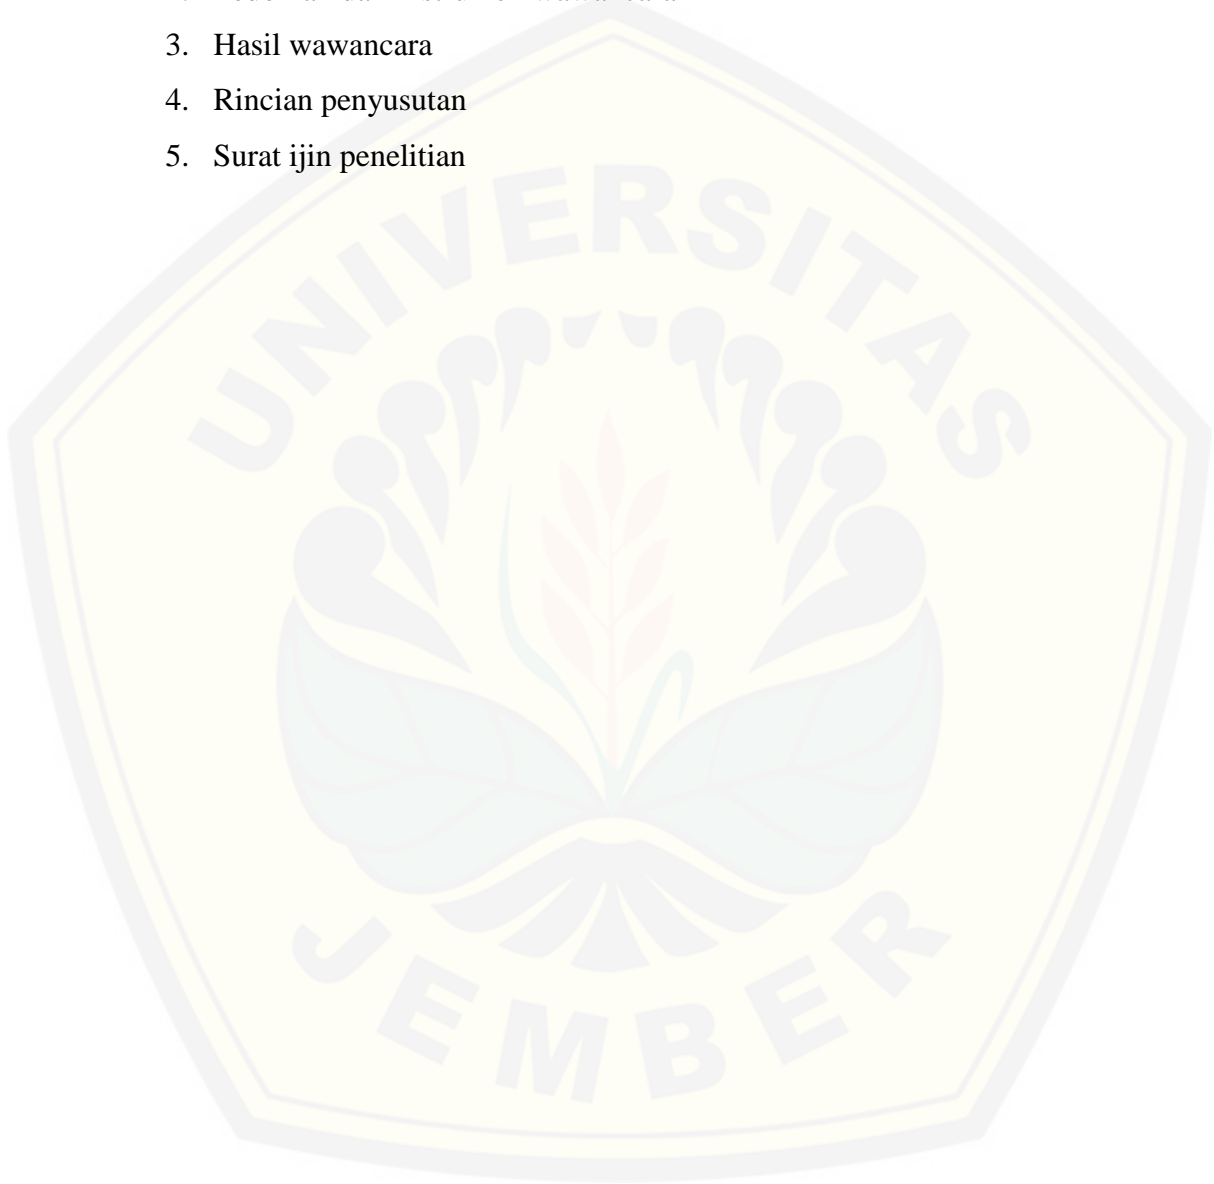 3. Hasil wawancara
4. Rincian penyusutan
5. Surat ijin penelitian
UNIVERSITAS
JEMBER